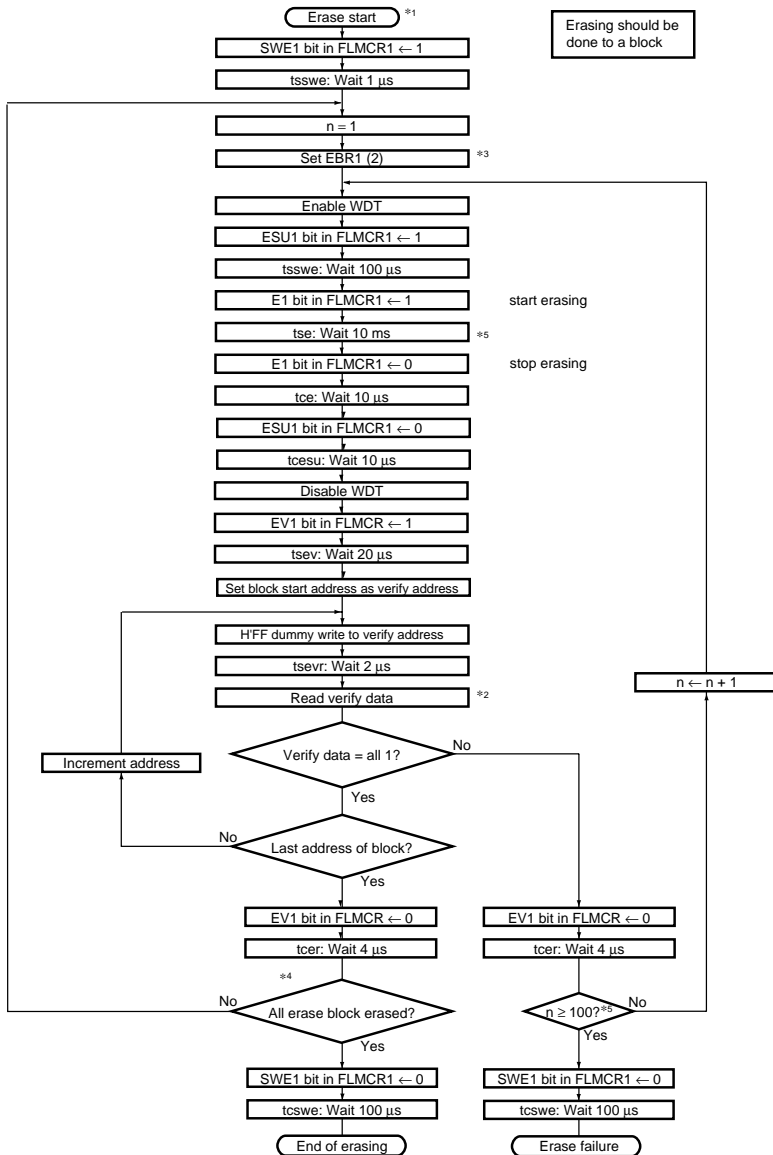 Erase start *1
Erasing should be
done to a block
SWE1 bit in FLMCR1 ← 1
tsswe: Wait 1 μs
n = 1
Set EBR1 (2) *3
Enable WDT
ESU1 bit in FLMCR1 ← 1
tsswe: Wait 100 μs
E1 bit in FLMCR1 ← 1 start erasing
tse: Wait 10 ms *5
E1 bit in FLMCR1 ← 0 stop erasing
tce: Wait 10 μs
ESU1 bit in FLMCR1 ← 0
tcesu: Wait 10 μs
Disable WDT
EV1 bit in FLMCR ← 1
tsev: Wait 20 μs
Set block start address as verify address
H'FF dummy write to verify address
tsevr: Wait 2 μs
Read verify data *2
n ← n + 1
Verify data = all 1?
No
Increment address
Yes
No
Last address of block?
Yes
EV1 bit in FLMCR ← 0
EV1 bit in FLMCR ← 0
tcer: Wait 4 μs
tcer: Wait 4 μs
*4
No
All erase block erased?
n ≥ 100?*5
No
Yes
Yes
SWE1 bit in FLMCR1 ← 0
SWE1 bit in FLMCR1 ← 0
tcswe: Wait 100 μs
tcswe: Wait 100 μs
End of erasing
Erase failure